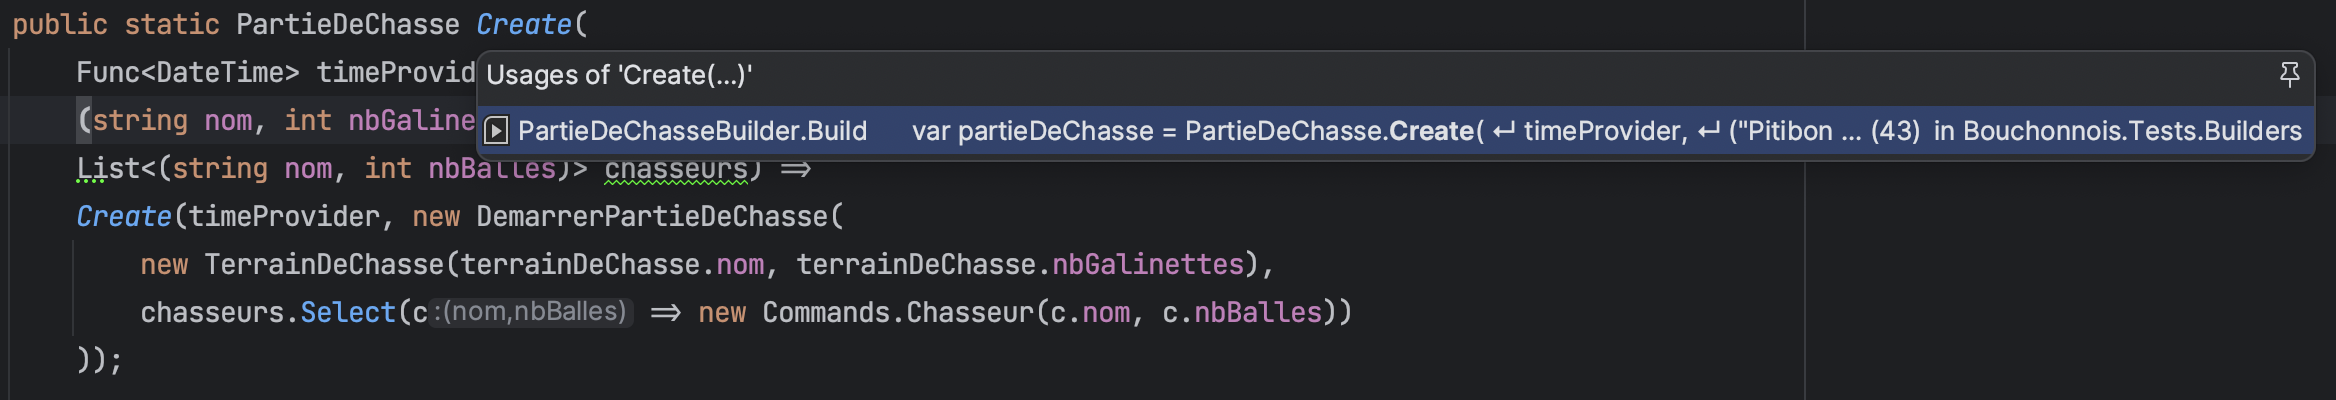 public static PartieDeChasse Create(
Func<DateTime> timeProvid
Usages of 'Create(...)'
(string nom, int nbGaline
PartieDeChasseBuilder.Build var partieDeChasse = PartieDeChasse.Create( ↵ timeProvider, ↵ ("Pitibon ... (43) in Bouchonnois.Tests.Builders
List<(string nom, int nbBalles)> chasseurs) =>
Create(timeProvider, new DemarrerPartieDeChasse(
new TerrainDeChasse(terrainDeChasse.nom, terrainDeChasse.nbGalinettes),
chasseurs.Select(c :(nom,nbBalles) => new Commands.Chasseur(c.nom, c.nbBalles))
));